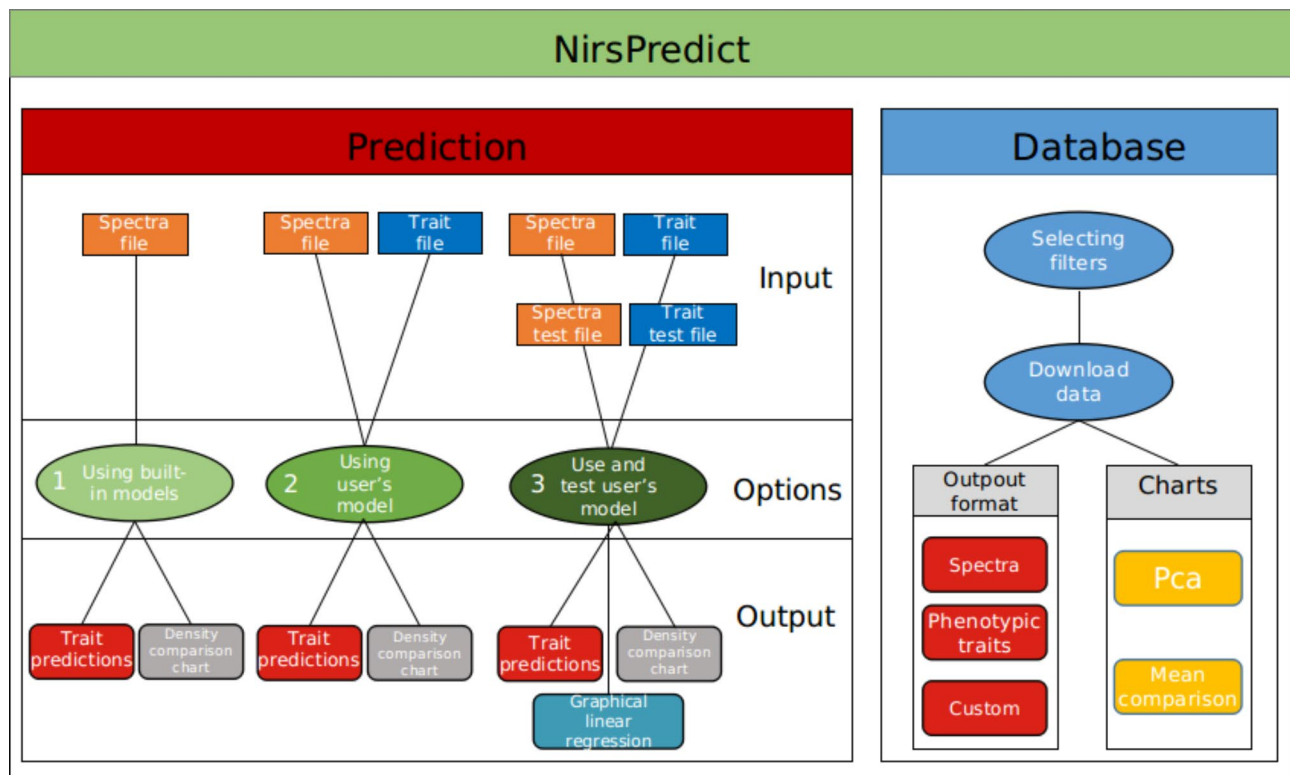 NirsPredict
Prediction
Spectra
file
Spectra
file
Trait
file
Spectra
file
Trait
file
Input
Spectra
test file
Trait
test file
1
Using built-
in models
2
Using
user's
model
3
Use and
test user's
model
Options
Trait
predictions
Density
comparison
chart
Trait
predictions
Density
comparison
chart
Trait
predictions
Density
comparison
chart
Output
Graphical
linear
regression
Database
Selecting
filters
Download
data
Outpout
format
Spectra
Phenotypic
traits
Custom
Charts
Pca
Mean
comparison